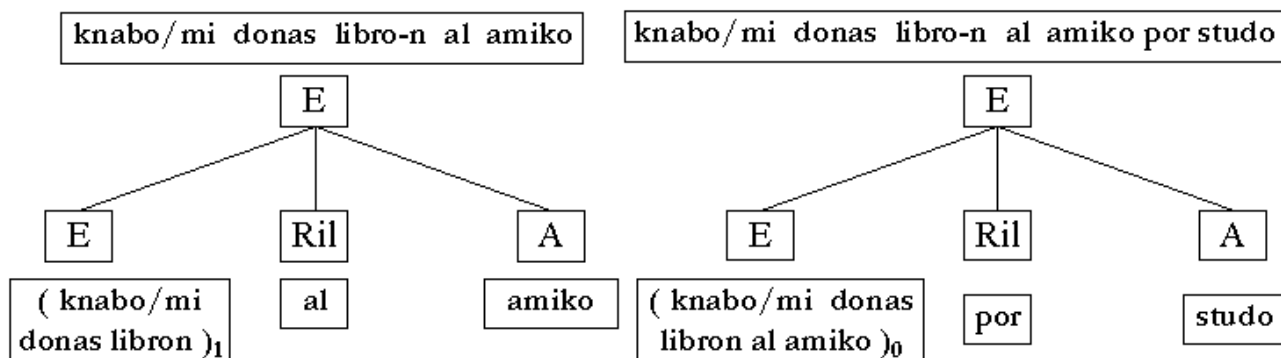 knabo/mi donas libro-n al amiko
E
E Ril A
( knabo/mi
donas libron )₁
al
amiko
knabo/mi donas libro-n al amiko por studo
E
E Ril A
( knabo/mi donas
libron al amiko )₀
por
studo